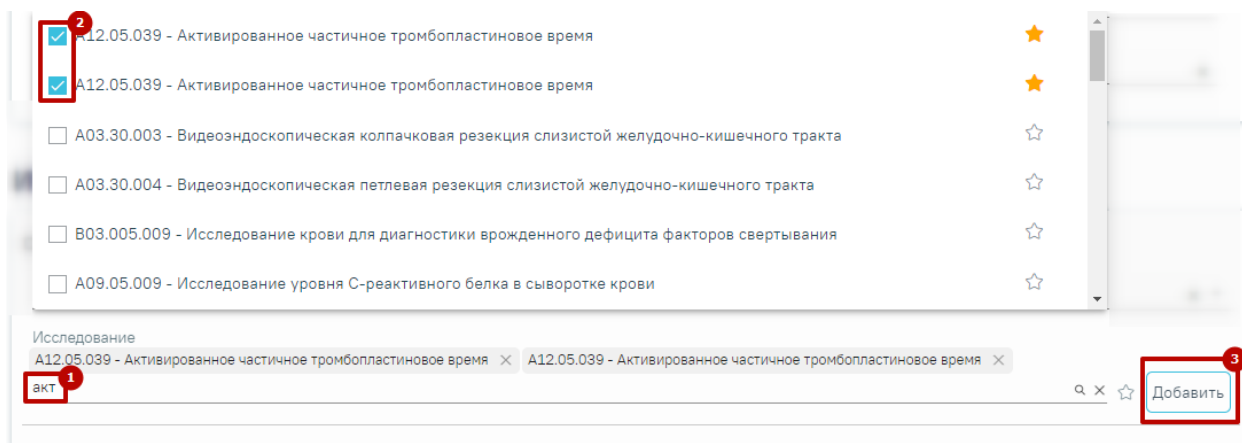 2
A12.05.039 - Активированное частичное тромбопластиновое время
A12.05.039 - Активированное частичное тромбопластиновое время
A03.30.003 - Видеоэндоскопическая колпачковая резекция слизистой желудочно-кишечного тракта
A03.30.004 - Видеоэндоскопическая петлевая резекция слизистой желудочно-кишечного тракта
B03.005.009 - Исследование крови для диагностики врожденного дефицита факторов свертывания
A09.05.009 - Исследование уровня С-реактивного белка в сыворотке крови
Исследование
A12.05.039 - Активированное частичное тромбопластиновое время A12.05.039 - Активированное частичное тромбопластиновое время
акт 1
3
Добавить